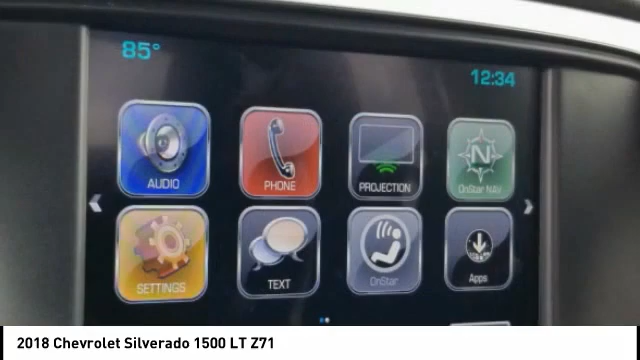 85°
12:34
AUDIO
PHONE
PROJECTION
N
OnStar NAV
SETTINGS
TEXT
OnStar
Apps
2018 Chevrolet Silverado 1500 LT Z71